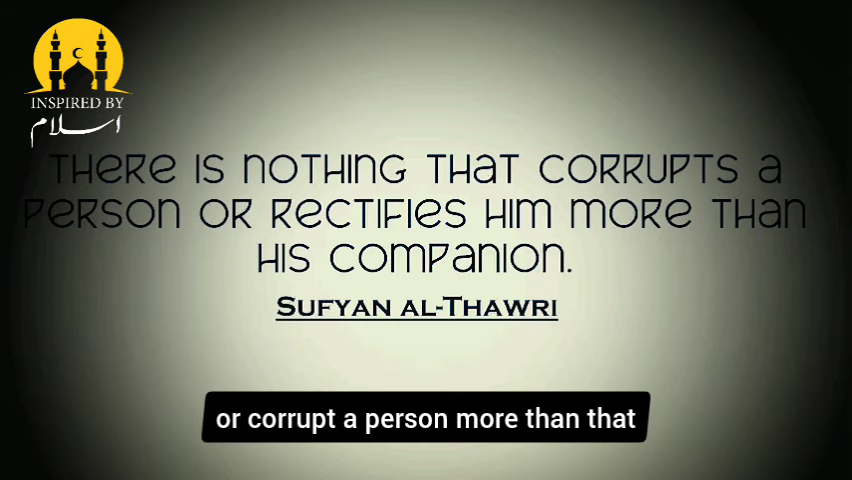 INSPIRED BY
اسلام
THERE IS NOTHING THAT CORRUPTS A
PERSON OR RECTIFIES HIM MORE THAN
HIS COMPANION.
SUFYAN AL-THAWRI
or corrupt a person more than that